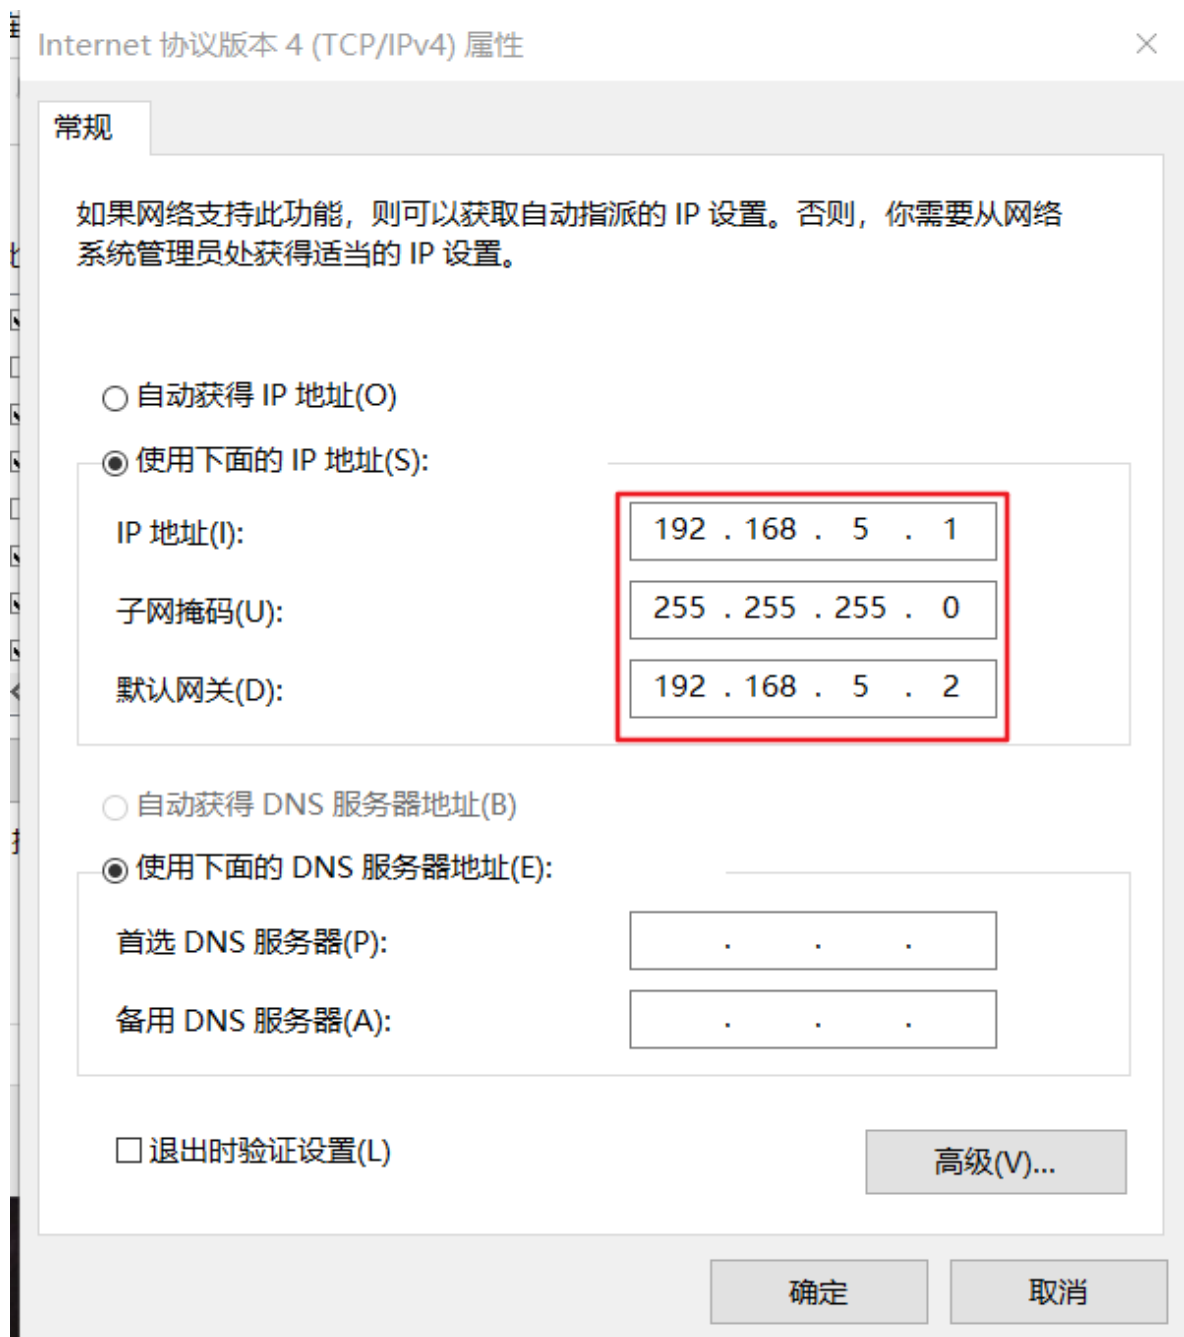 Internet 协议版本 4 (TCP/IPv4) 属性
常规
如果网络支持此功能，则可以获取自动指派的 IP 设置。否则，你需要从网络
系统管理员处获得适当的 IP 设置。
自动获得 IP 地址(O)
使用下面的 IP 地址(S):
IP 地址(I):
192 . 168 . 5 . 1
子网掩码(U):
255 . 255 . 255 . 0
默认网关(D):
192 . 168 . 5 . 2
自动获得 DNS 服务器地址(B)
使用下面的 DNS 服务器地址(E):
首选 DNS 服务器(P):
. . .
备用 DNS 服务器(A):
. . .
退出时验证设置(L)
高级(V)...
确定
取消